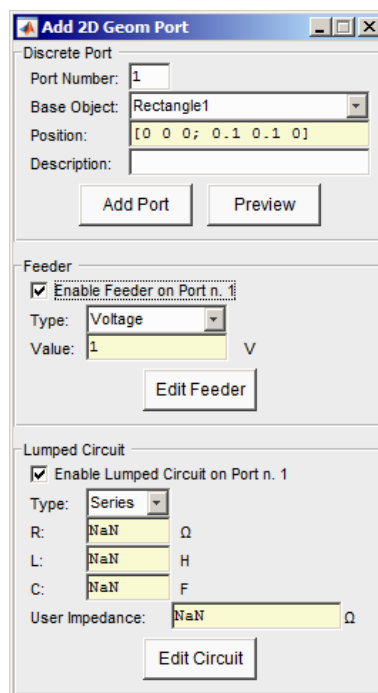 Add 2D Geom Port
Discrete Port
Port Number: 1
Base Object: Rectangle1
Position: [0 0 0; 0.1 0.1 0]
Description:
Add Port Preview
Feeder
Enable Feeder on Port n. 1
Type: Voltage
Value: 1 V
Edit Feeder
Lumped Circuit
Enable Lumped Circuit on Port n. 1
Type: Series
R: NaN Ω
L: NaN H
C: NaN F
User Impedance: NaN Ω
Edit Circuit